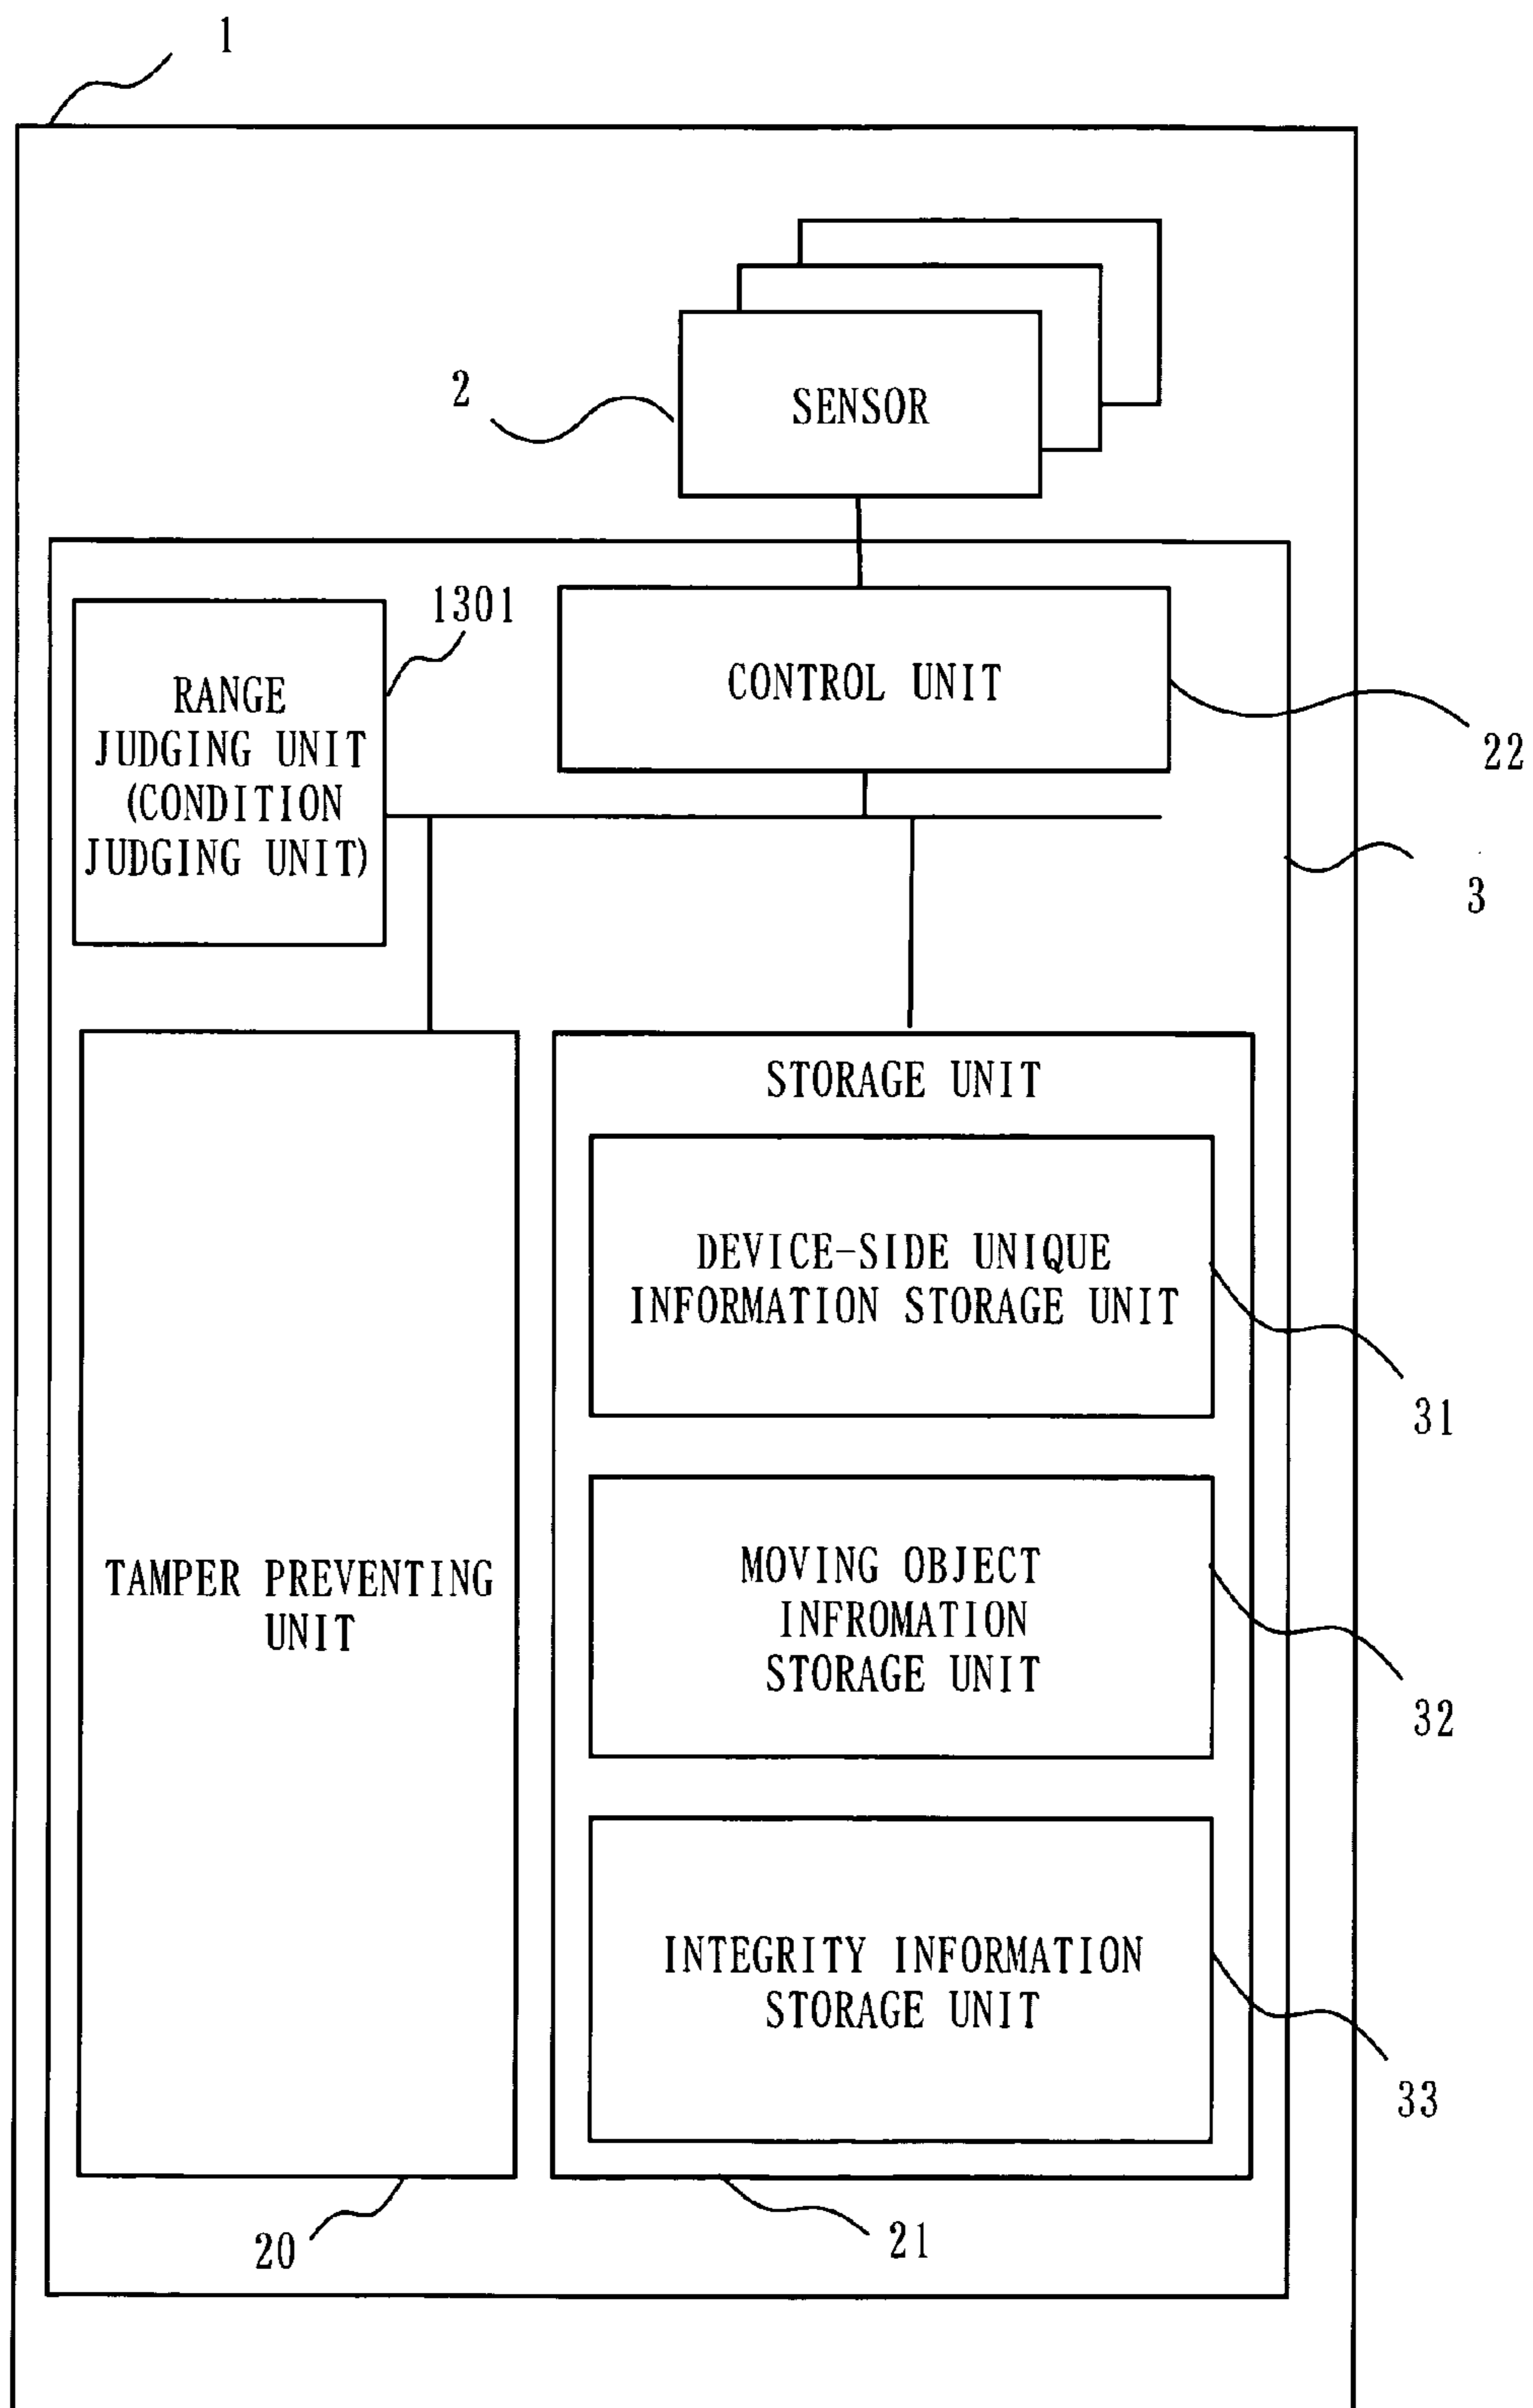 1
2
SENSOR
1301
RANGE
JUDGING UNIT
(CONDITION
JUDGING UNIT)
CONTROL UNIT
22
3
STORAGE UNIT
DEVICE-SIDE UNIQUE
INFORMATION STORAGE UNIT
31
TAMPER PREVENTING
UNIT
MOVING OBJECT
INFROMATION
STORAGE UNIT
32
INTEGRITY INFORMATION
STORAGE UNIT
33
20
21